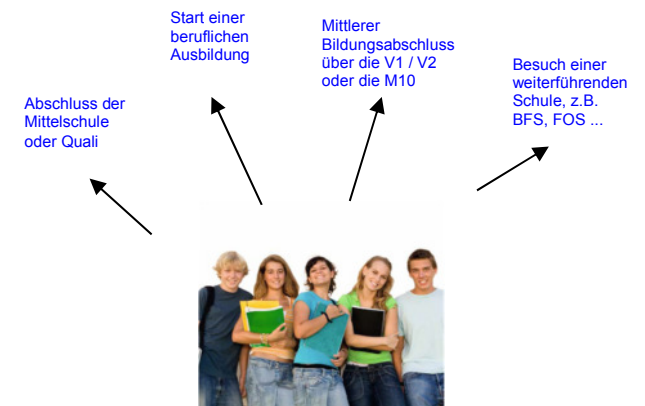 Abschluss der
Mittelschule
oder Quali
Start einer
beruflichen
Ausbildung
Mittlerer
Bildungsabschluss
über die V1 / V2
oder die M10
Besuch einer
weiterführenden
Schule, z.B.
BFS, FOS ...